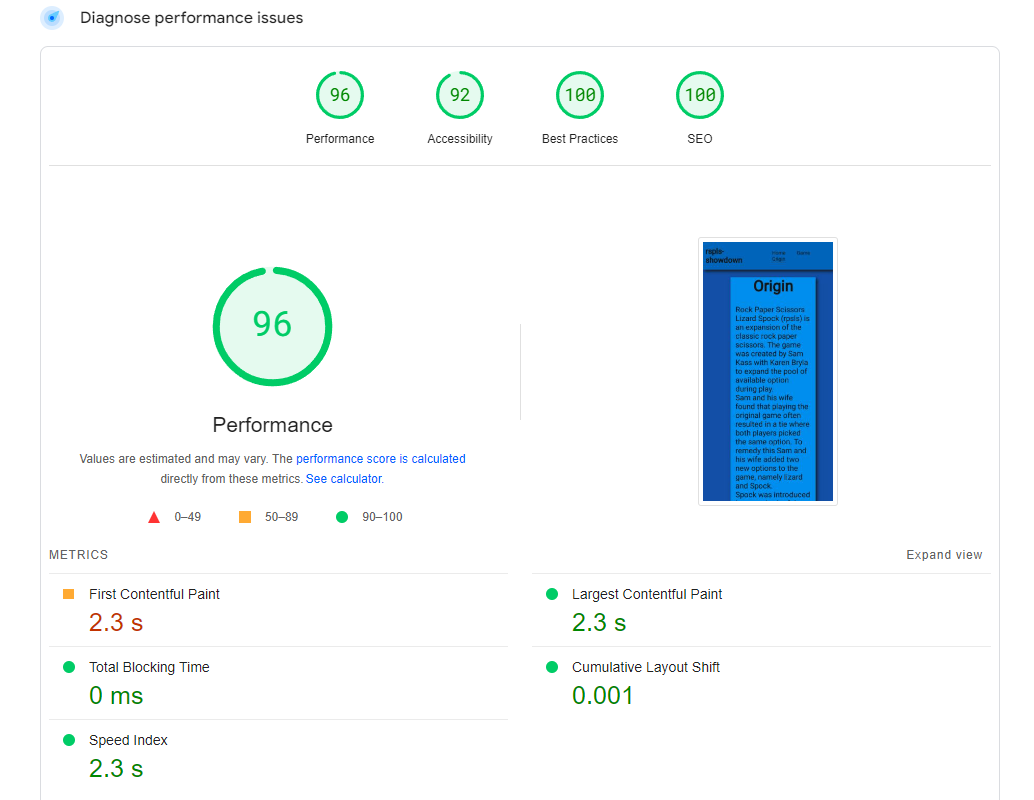 Diagnose performance issues
96 92 100 100
Performance Accessibility Best Practices SEO
96
Performance
Values are estimated and may vary. The performance score is calculated
directly from these metrics. See calculator.
0–49 50–89 90–100
rspls-
showdown
Home Game
Origin
Rock Paper Scissors
Lizard Spock (rpsls) is
an expansion of the
classic rock paper
scissors. The game
was created by Sam
Kass with Karen Bryla
to expand the pool of
available option
during play.
Sam and his wife
found that playing the
original game often
resulted in a tie where
both players picked
the same option. To
remedy this Sam and
his wife added two
new options to the
game, namely lizard
and Spock.
Spock was introduced
METRICS
Expand view
First Contentful Paint
2.3 s
Largest Contentful Paint
2.3 s
Total Blocking Time
0 ms
Cumulative Layout Shift
0.001
Speed Index
2.3 s